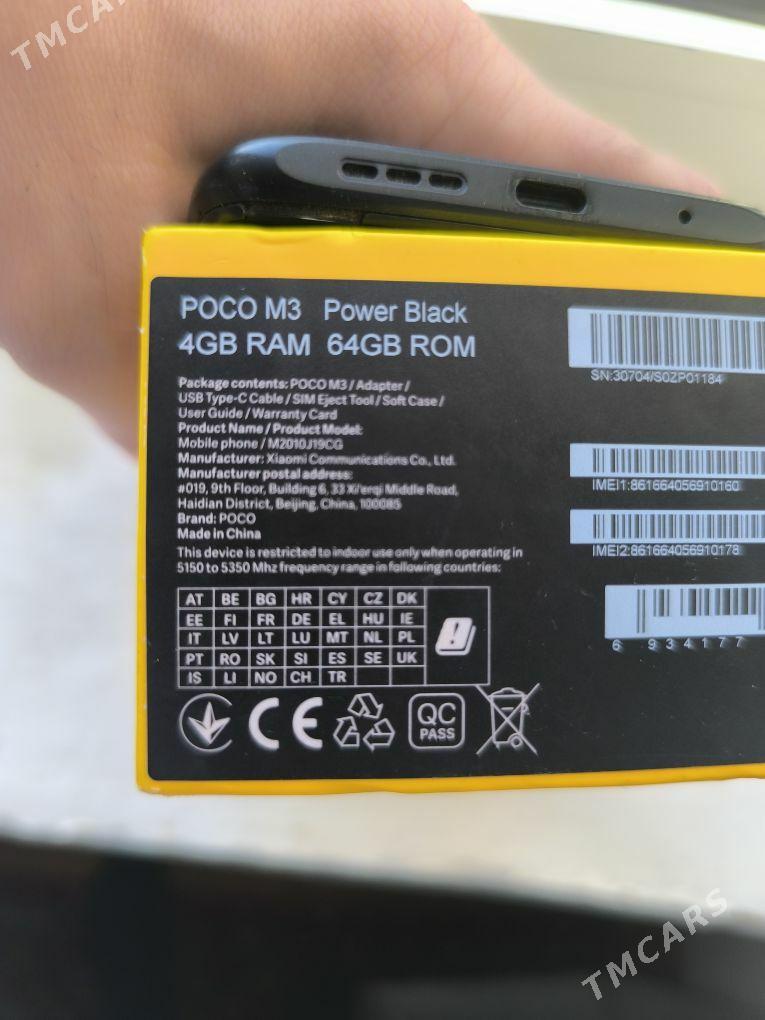 TMCARS
POCO M3 Power Black
4GB RAM 64GB ROM
SN:30704/S0ZP01184
Package contents: POCO M3 / Adapter /
USB Type-C Cable / SIM Eject Tool / Soft Case /
User Guide / Warranty Card
Product Name / Product Model:
Mobile phone / M2010J19CG
Manufacturer: Xiaomi Communications Co., Ltd.
Manufacturer postal address:
#019, 9th Floor, Building 6, 33 Xi'erqi Middle Road,
Haidian District, Beijing, China, 100085
Brand: POCO
Made in China
This device is restricted to indoor use only when operating in
5150 to 5350 Mhz frequency range in following countries:
IMEI1:861664056910160
IMEI2:861664056910178
6 934177
AT BE BG HR CY CZ DK
EE FI FR DE EL HU IE
IT LV LT LU MT NL PL
PT RO SK SI ES SE UK
IS LI NO CH TR
CE
QC
PASS
TMCARS